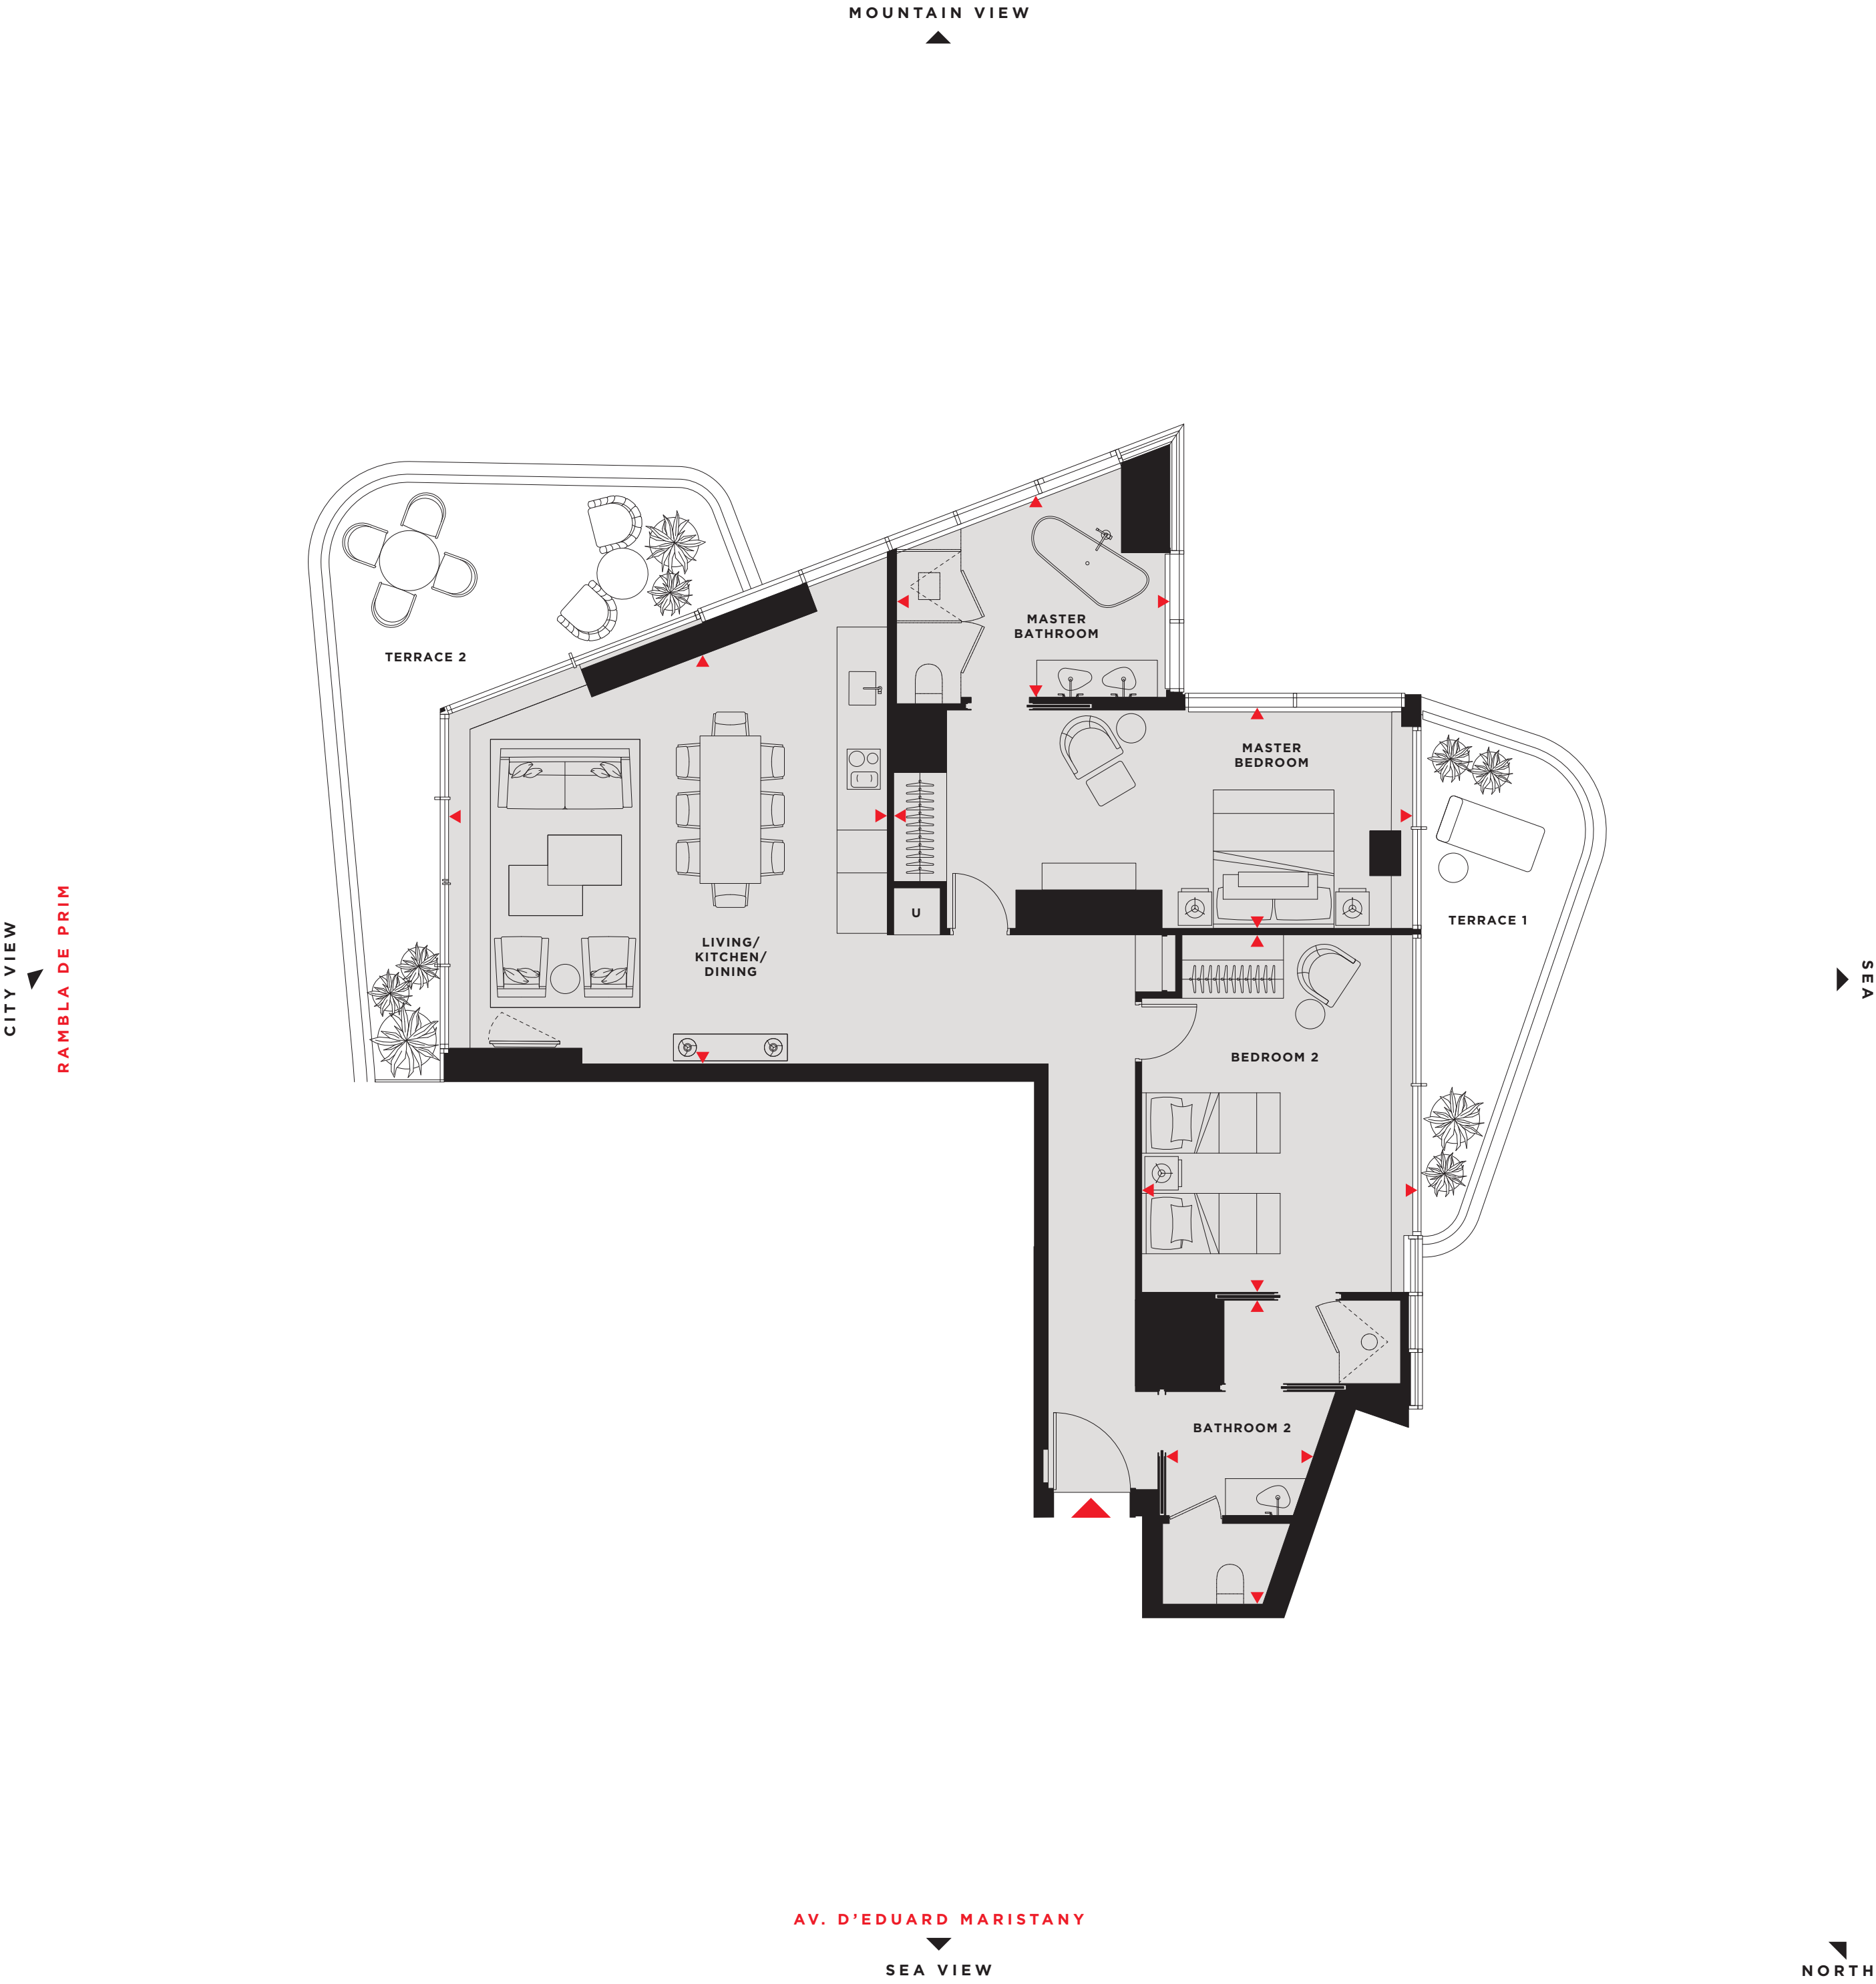 MOUNTAIN VIEW
MASTER
BATHROOM
TERRACE 2
MASTER
BEDROOM
U
TERRACE 1
LIVING/
KITCHEN/
DINING
CITY VIEW
RAMBLA DE PRIM
SEA
BEDROOM 2
BATHROOM 2
AV. D’EDUARD MARISTANY
SEA VIEW
NORTH